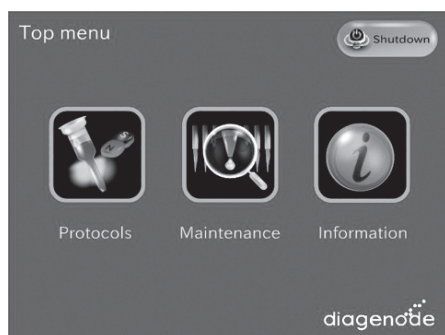 Top menu
Shutdown
Protocols
Maintenance
Information
diagenode